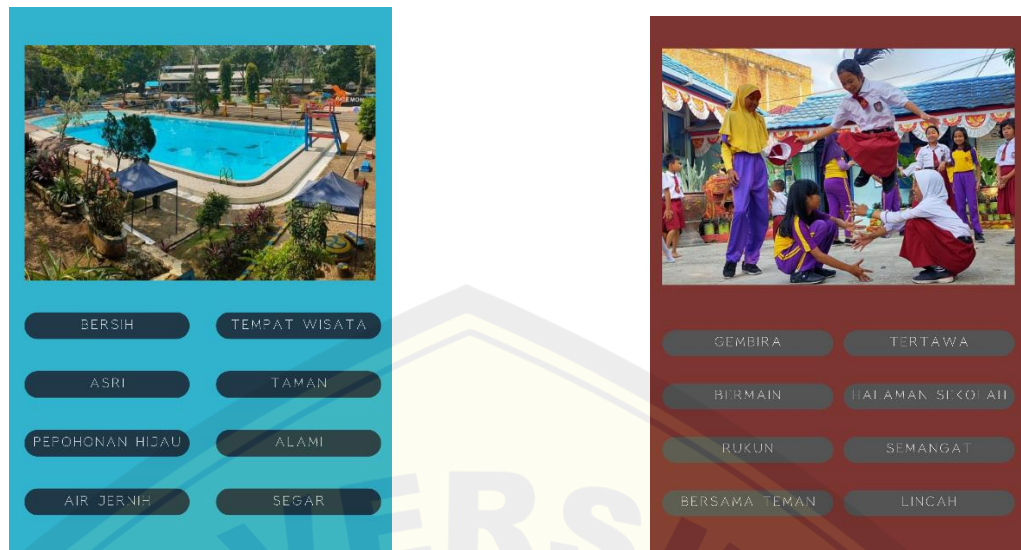 BERSIH
TEMPAT WISATA
ASRI
TAMAN
PEPOHONAN HIJAU
ALAMI
AIR JERNIH
SEGAR
GEMBIRA
TERTAWA
BERMAIN
HALAMAN SEKOLAH
RUKUN
SEMANGAT
BERSAMA TEMAN
LINCAH